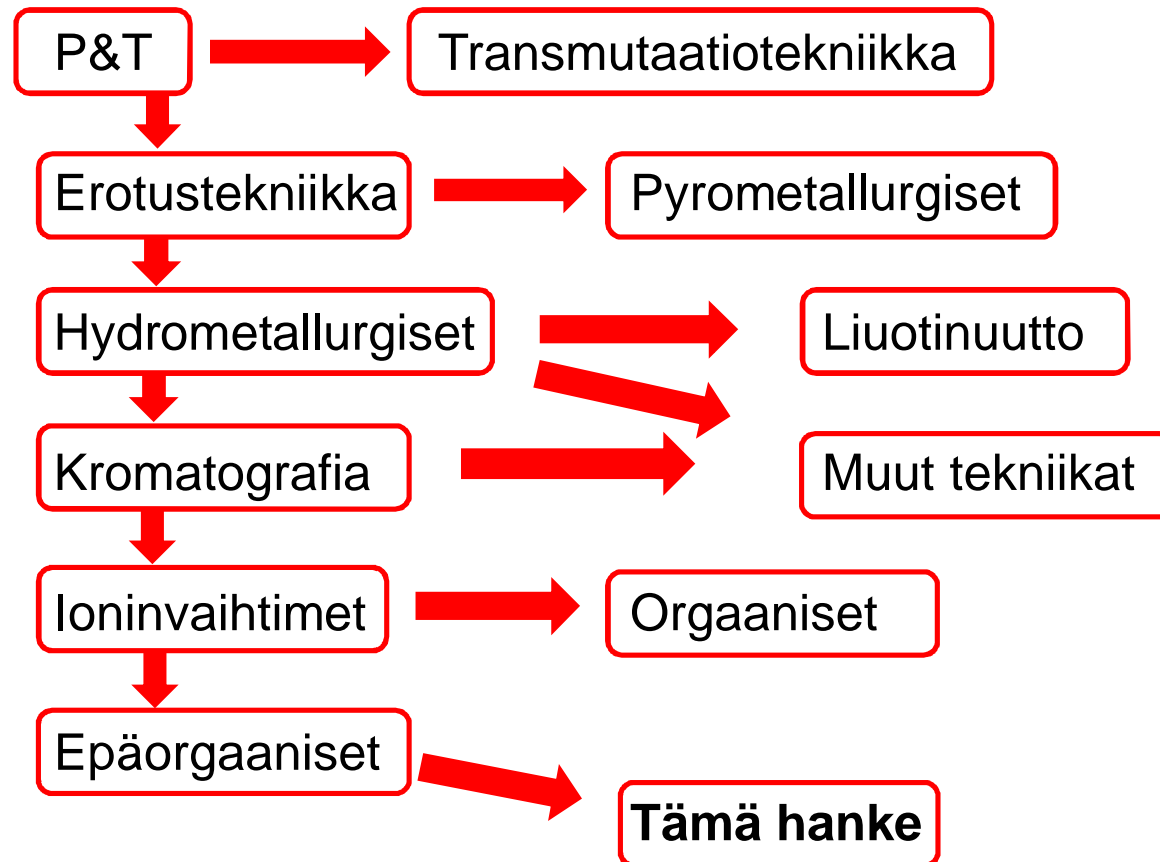 P&T
Transmutaatiotekniikka
Erotustekniikka
Pyrometallurgiset
Hydrometallurgiset
Liuotinuutto
Kromatografia
Muut tekniikat
Ioninvaihtimet
Orgaaniset
Epäorgaaniset
Tämä hanke